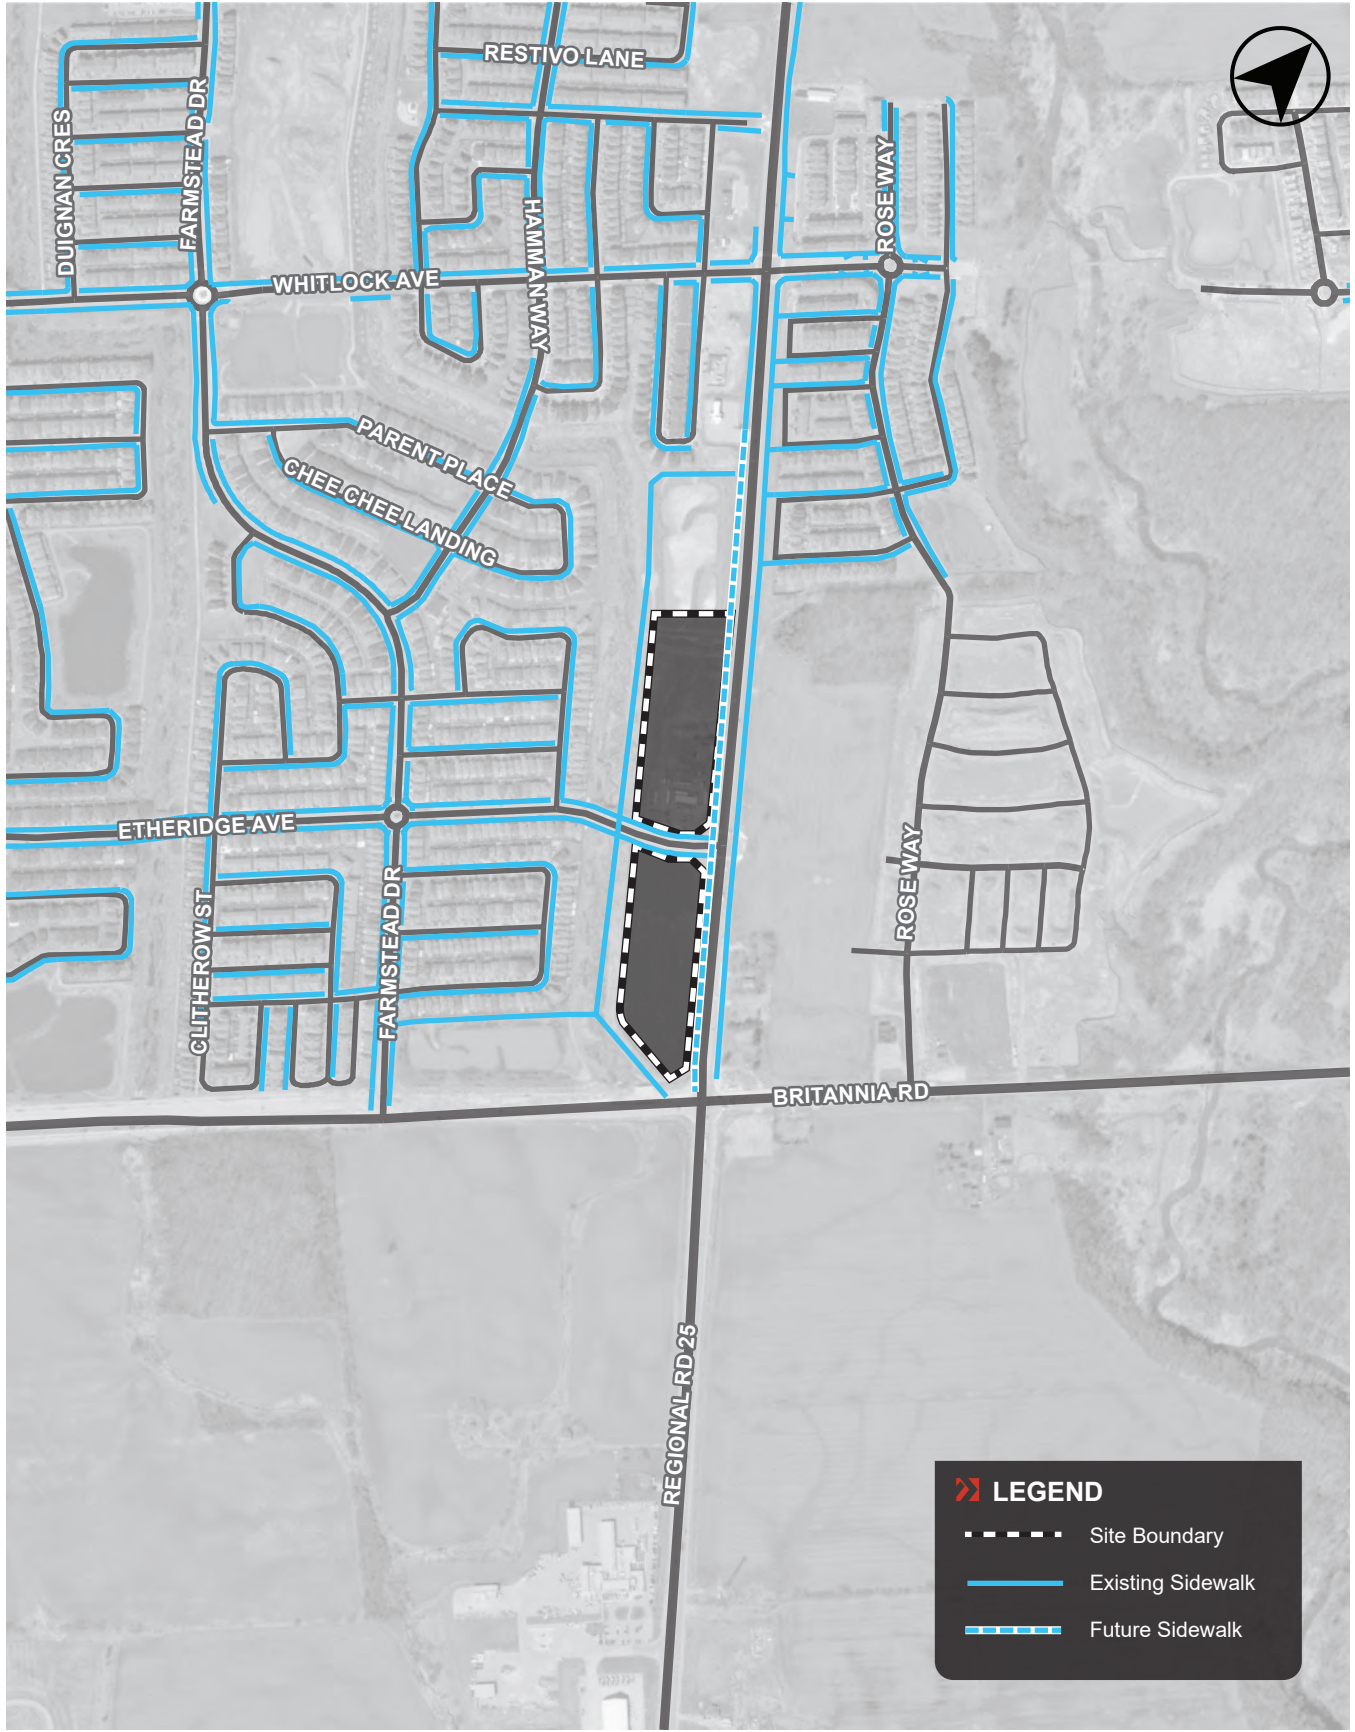 RESTIVO LANE
DUIGNAN CRES
FARMSTEAD DR
HAMMAN WAY
ROSE WAY
WHITLOCK AVE
PARENT PLACE
CHEE CHEE LANDING
ETHERIDGE AVE
CLITHEROW ST
FARMSTEAD DR
ROSE WAY
BRITANNIA RD
REGIONAL RD 25
LEGEND
Site Boundary
Existing Sidewalk
Future Sidewalk